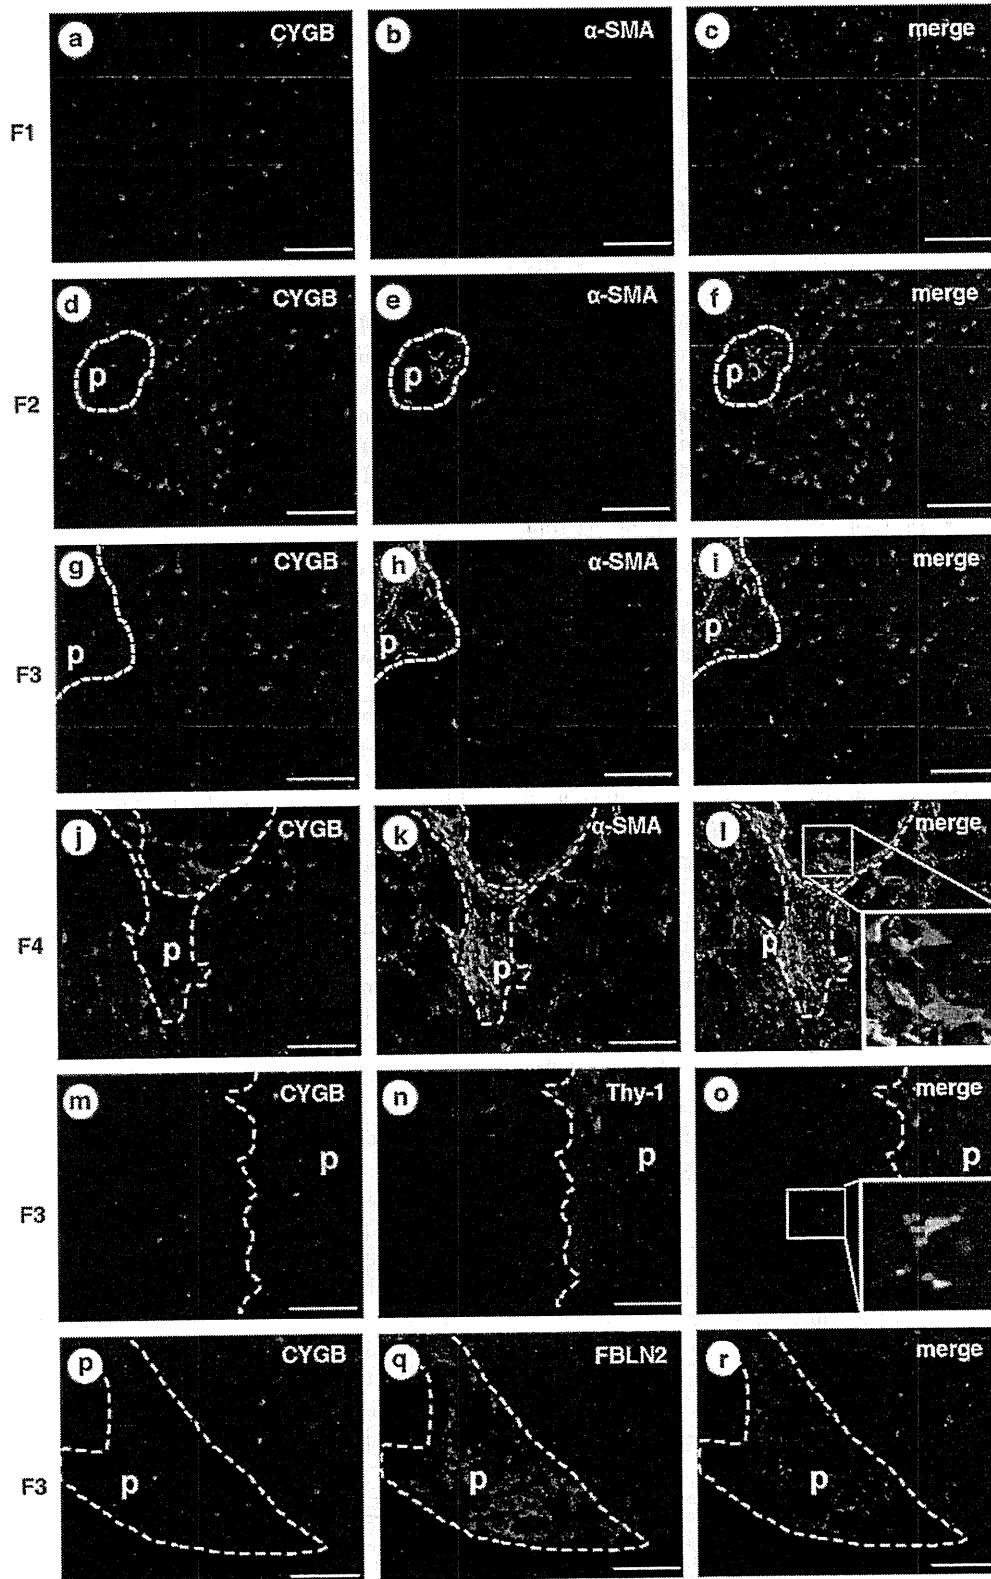 a CYGB b α-SMA c merge
F1
d CYGB e α-SMA f merge
p p p
F2
g CYGB h α-SMA i merge
p p p
F3
j CYGB k α-SMA l merge
p p p
F4
m CYGB n Thy-1 o merge
p p p
F3
p CYGB q FBLN2 r merge
p p p
F3